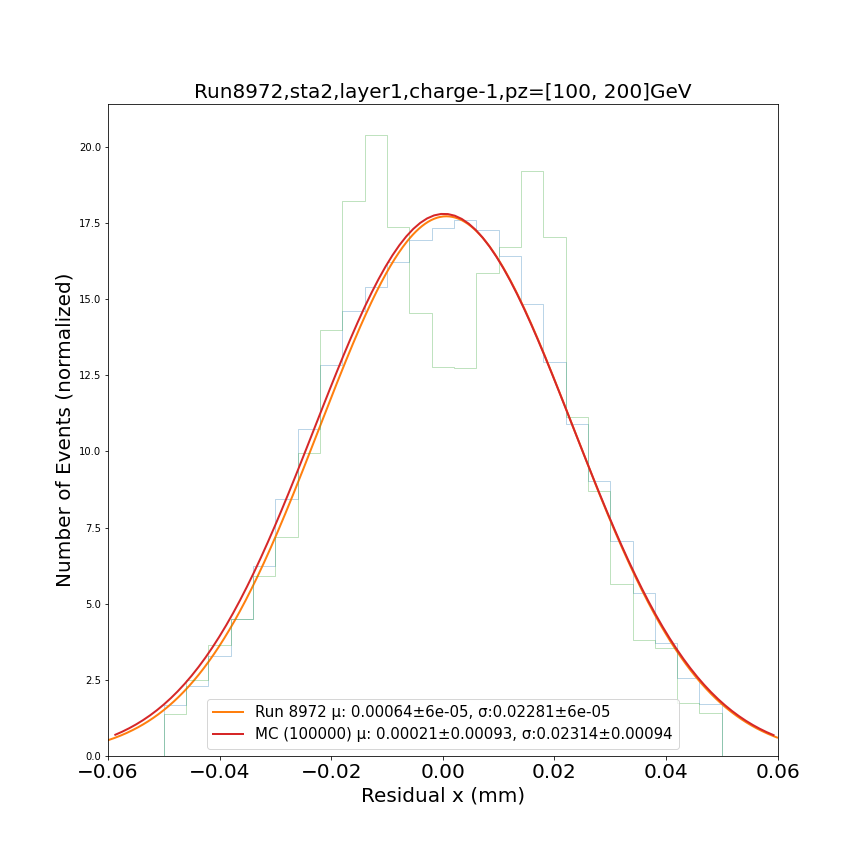 Run8972,sta2,layer1,charge-1,pz=[100, 200]GeV
Number of Events (normalized)
20.0
17.5
15.0
12.5
10.0
7.5
5.0
2.5
0.0
Run 8972 μ: 0.00064±6e-05, σ:0.02281±6e-05
MC (100000) μ: 0.00021±0.00093, σ:0.02314±0.00094
−0.06 −0.04 −0.02 0.00 0.02 0.04 0.06
Residual x (mm)